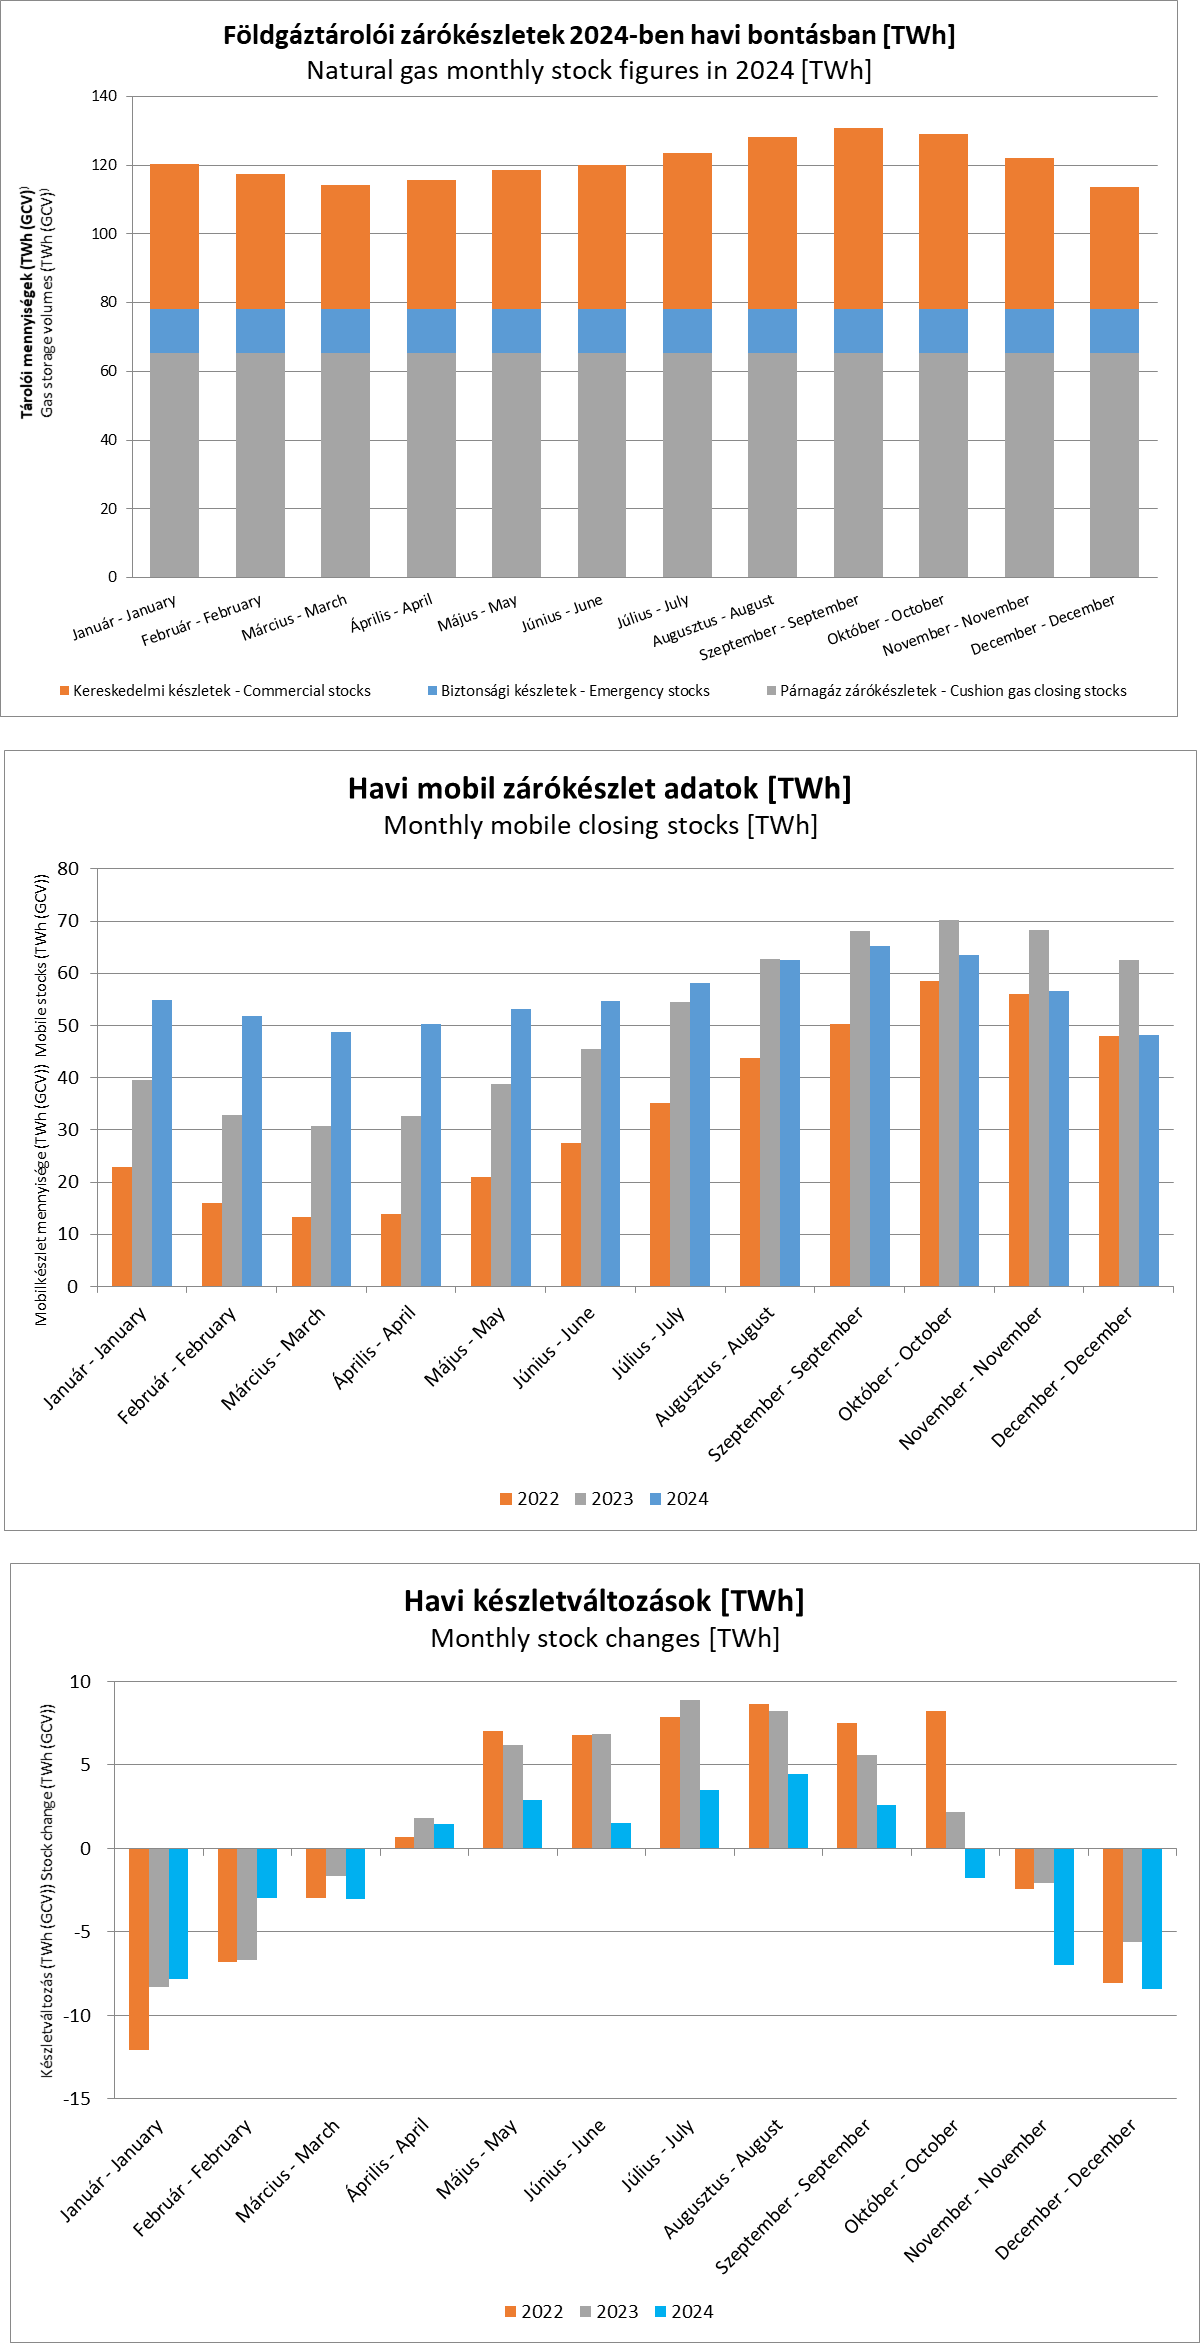 Földgáztárolói zárókészletek 2024-ben havi bontásban [TWh]
Natural gas monthly stock figures in 2024 [TWh]
Tárolói mennyiségek (TWh (GCV))
Gas storage volumes (TWh (GCV))
140
120
100
80
60
40
20
0
Január - January
Február - February
Március - March
Április - April
Május - May
Június - June
Július - July
Augusztus - August
Szeptember - September
Október - October
November - November
December - December
Kereskedelmi készletek - Commercial stocks
Biztonsági készletek - Emergency stocks
Párnagáz zárókészletek - Cushion gas closing stocks
Havi mobil zárókészlet adatok [TWh]
Monthly mobile closing stocks [TWh]
Mobilkészlet mennyisége (TWh (GCV)) Mobile stocks (TWh (GCV))
80
70
60
50
40
30
20
10
0
Január - January
Február - February
Március - March
Április - April
Május - May
Június - June
Július - July
Augusztus - August
Szeptember - September
Október - October
November - November
December - December
2022
2023
2024
Havi készletváltozások [TWh]
Monthly stock changes [TWh]
Készletváltozás (TWh (GCV)) Stock change (TWh (GCV))
10
5
0
-5
-10
-15
Január - January
Február - February
Március - March
Április - April
Május - May
Június - June
Július - July
Augusztus - August
Szeptember - September
Október - October
November - November
December - December
2022
2023
2024